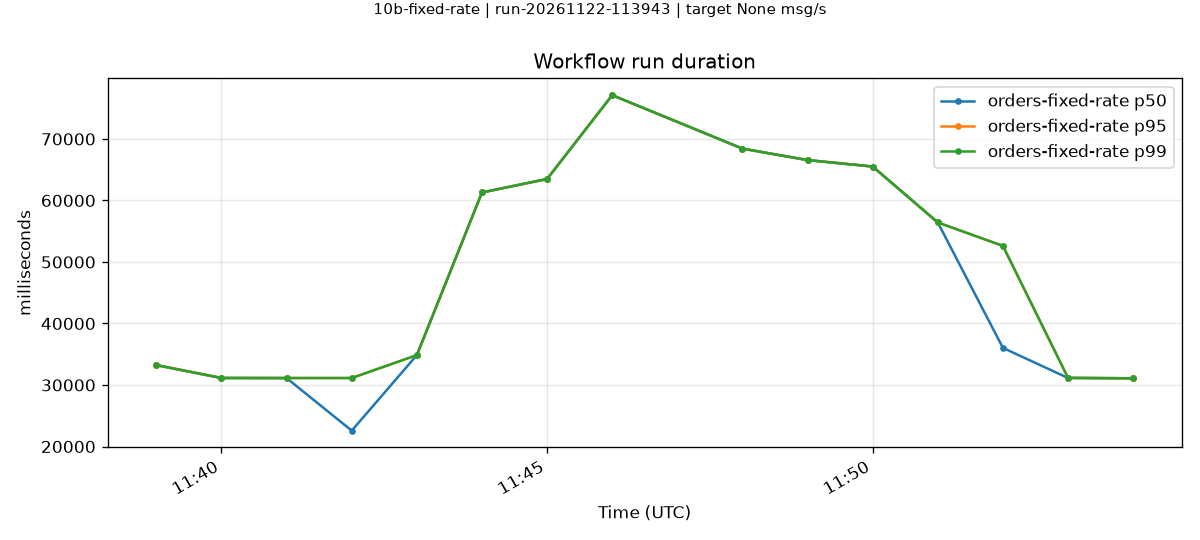 10b-fixed-rate | run-20261122-113943 | target None msg/s
Workflow run duration
orders-fixed-rate p50
orders-fixed-rate p95
orders-fixed-rate p99
milliseconds
70000
60000
50000
40000
30000
20000
11:40
11:45
11:50
Time (UTC)